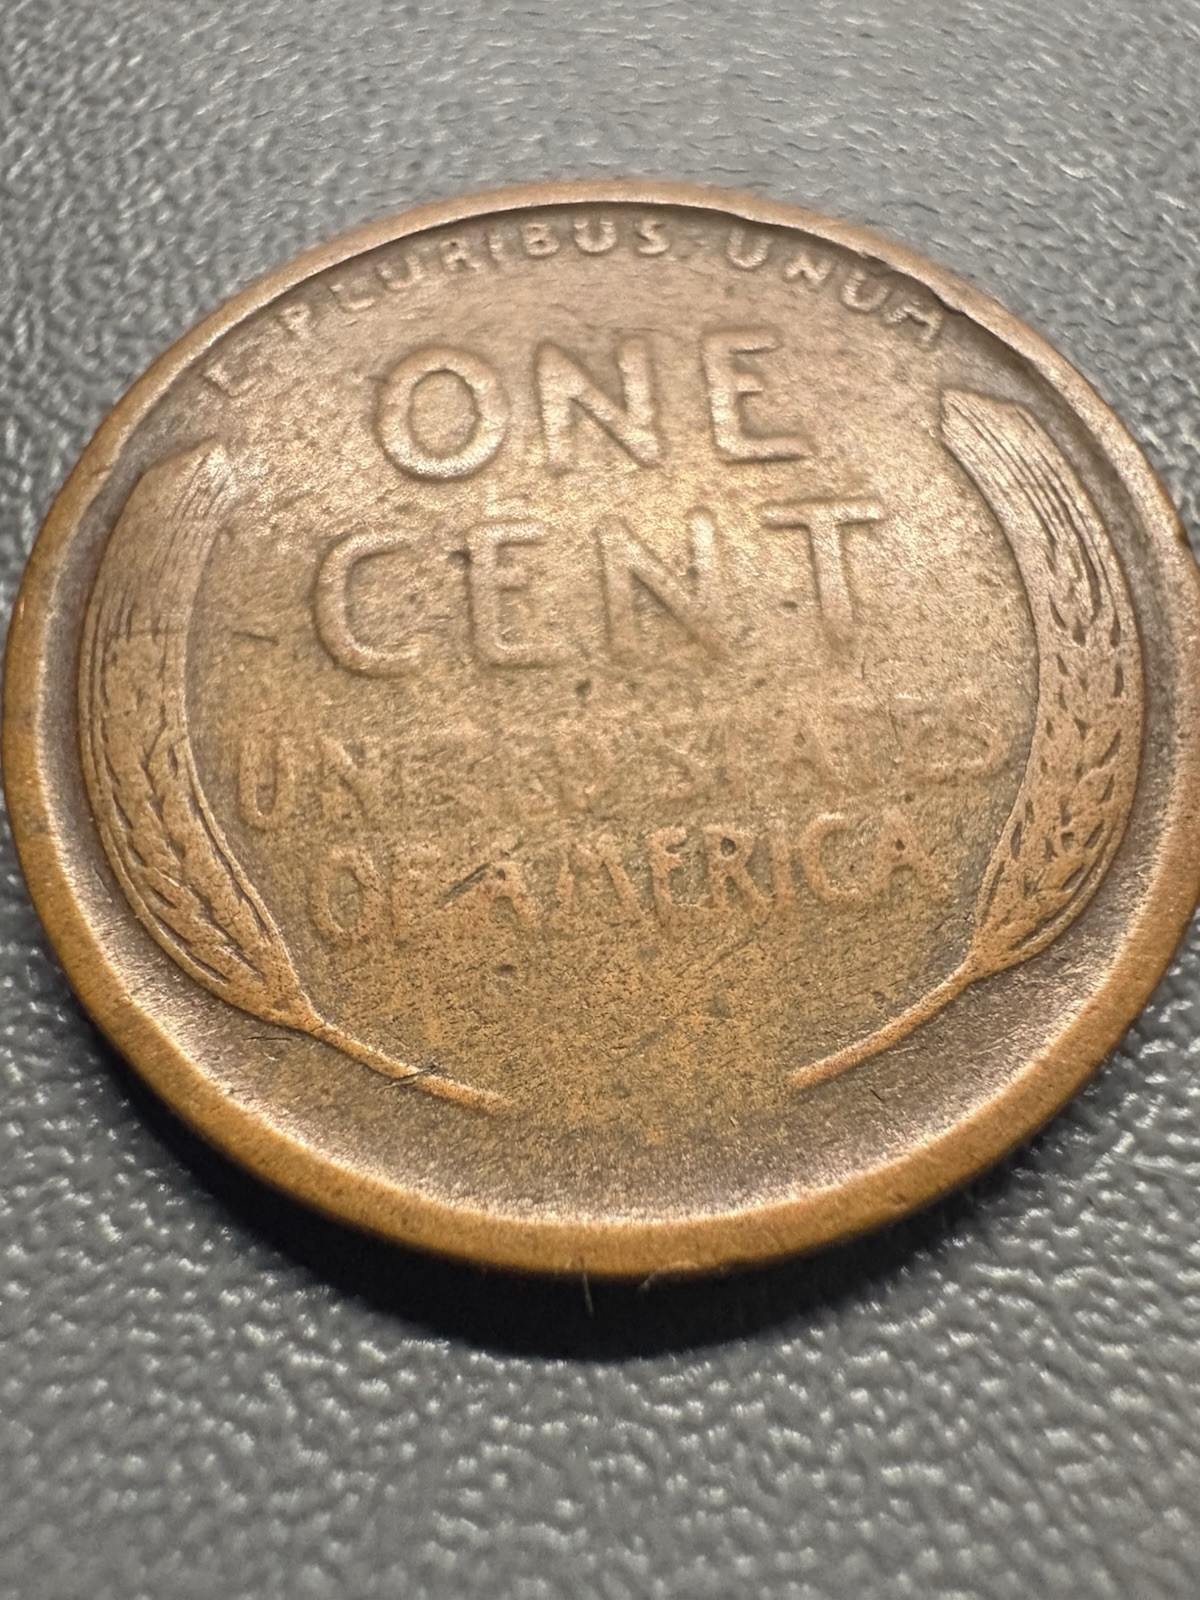 E PLURIBUS UNUM
ONE
CENT
UNITED STATES
OF AMERICA